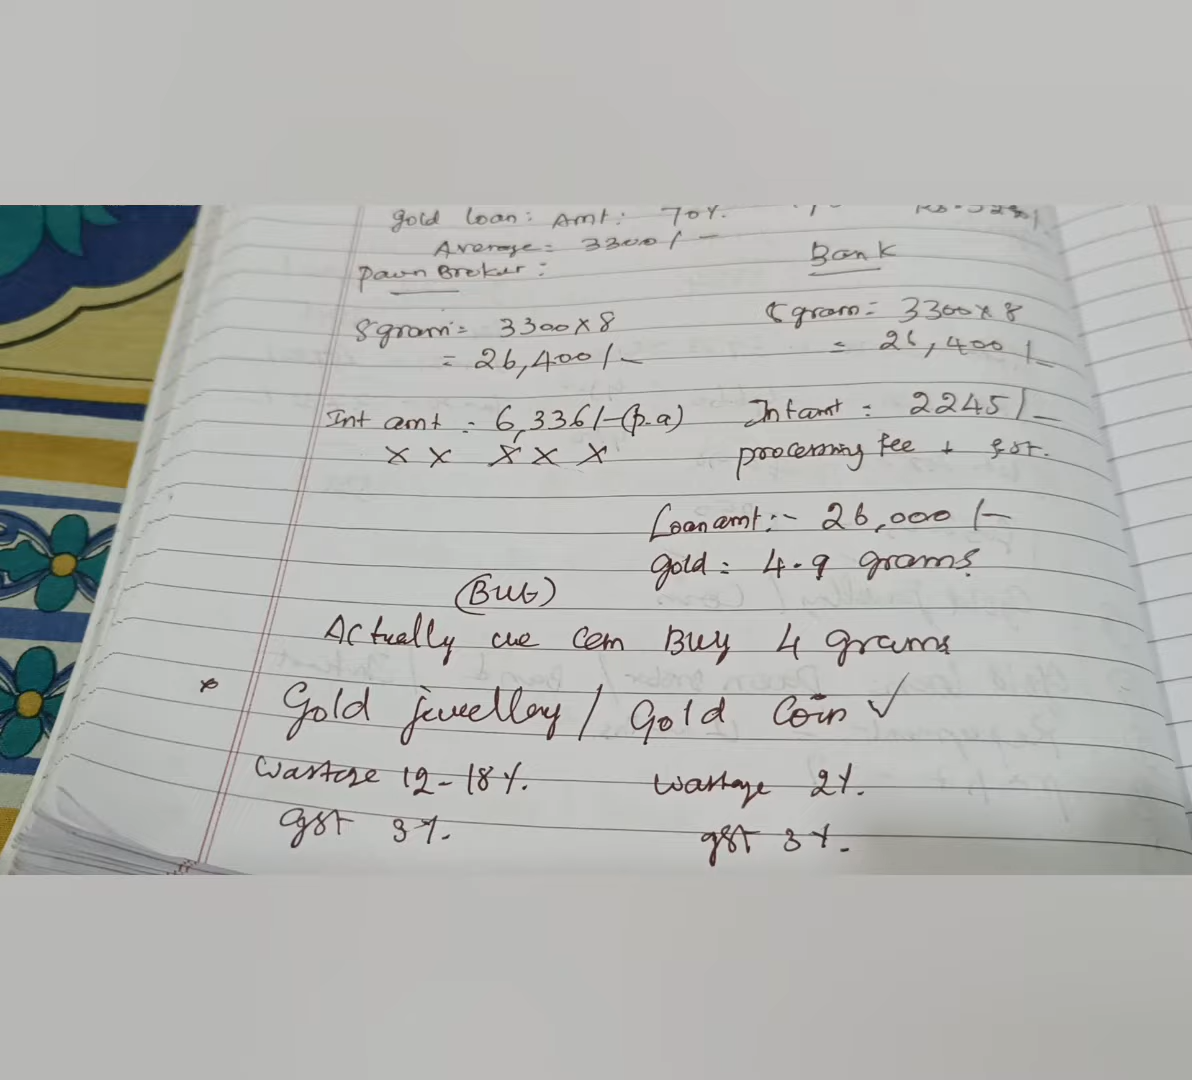 gold loan: Amt: 70%.
Average = 3300/-
Pawn Broker:
Bank
8 gram = 3300×8
= 26,400/-
8 gram = 3300×8
= 26,400/-
Int amt = 6,336/-(p.a)
× × × × ×
Int amt = 2245/-
processing fee + gst.
Loan amt:- 26,000/-
gold = 4.9 grams
(But)
Actually we can Buy 4 grams
Gold jewellery / Gold coin ✓
wastage 12-18%.
wastage 2%.
gst 3%.
gst 3%.